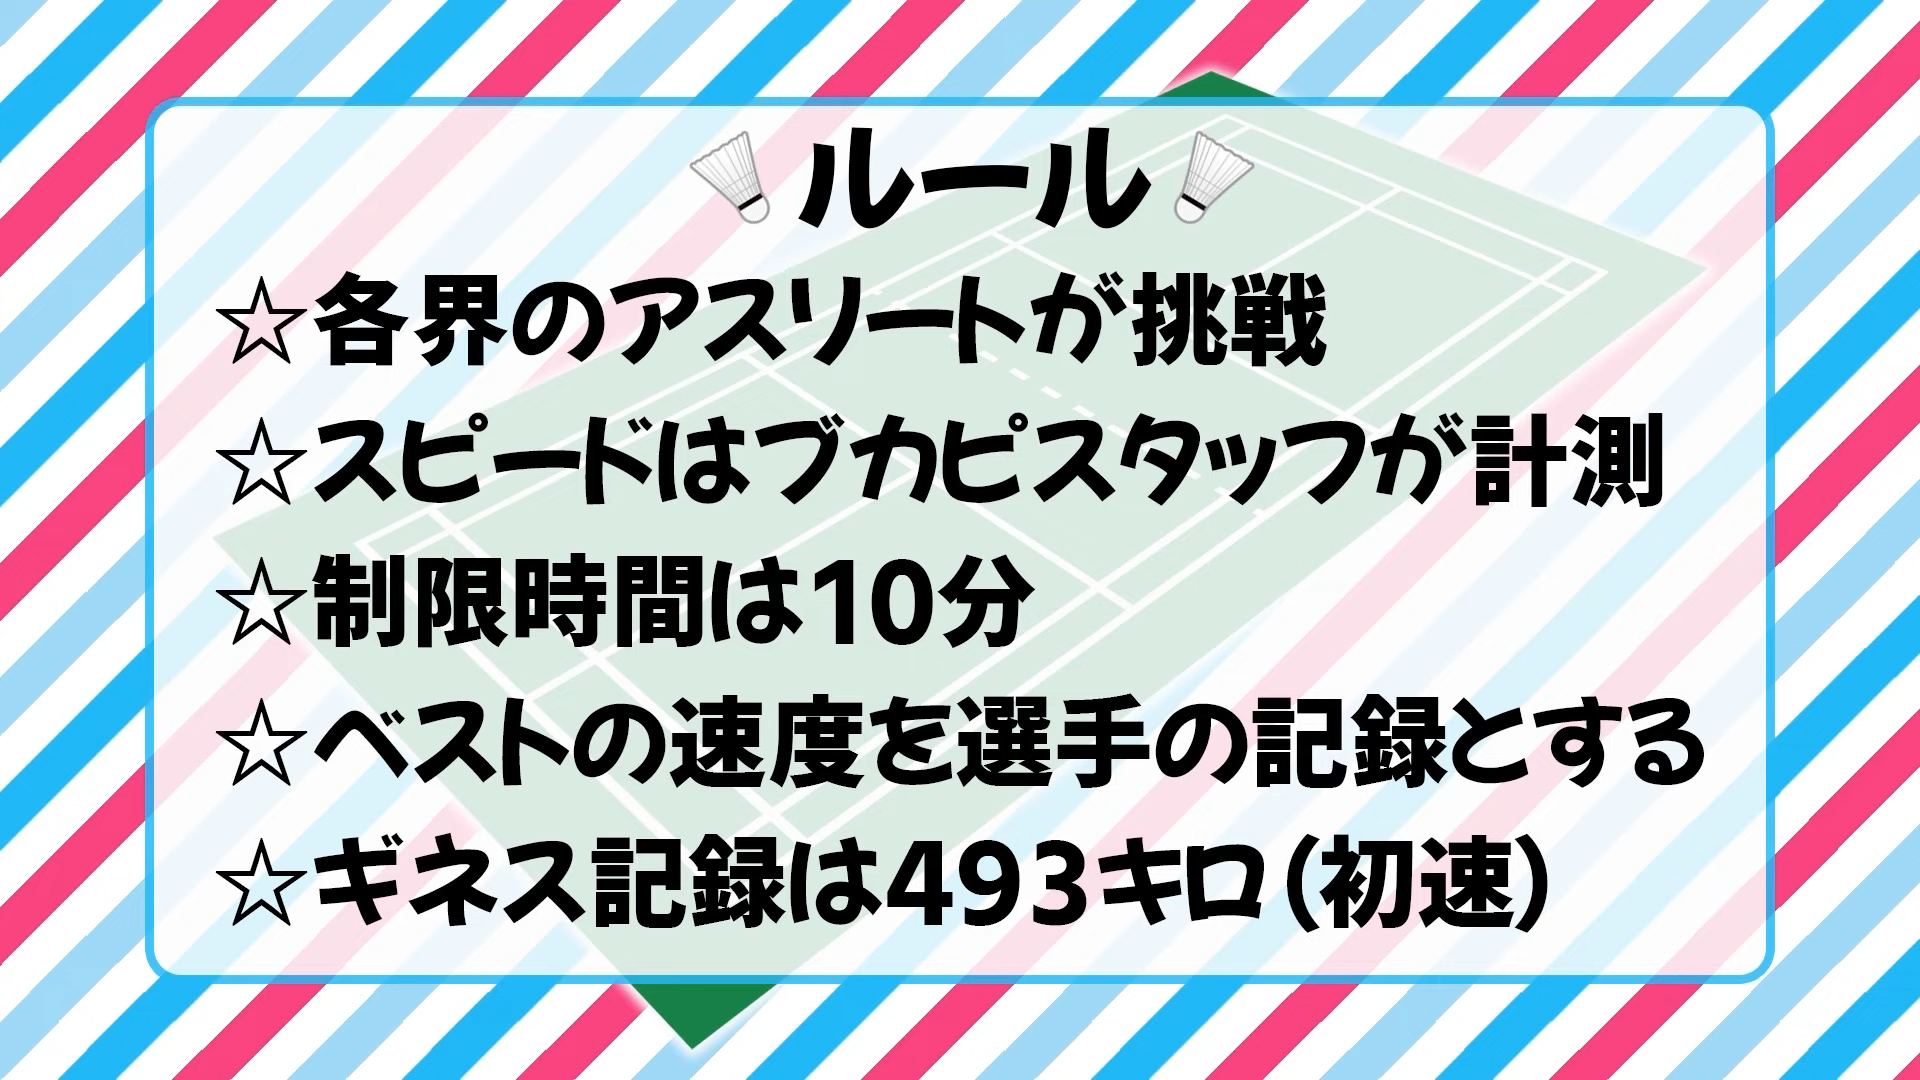 ルール
☆各界のアスリートが挑戦
☆スピードはブカピスタッフが計測
☆制限時間は10分
☆ベストの速度を選手の記録とする
☆ギネス記録は493キロ(初速)